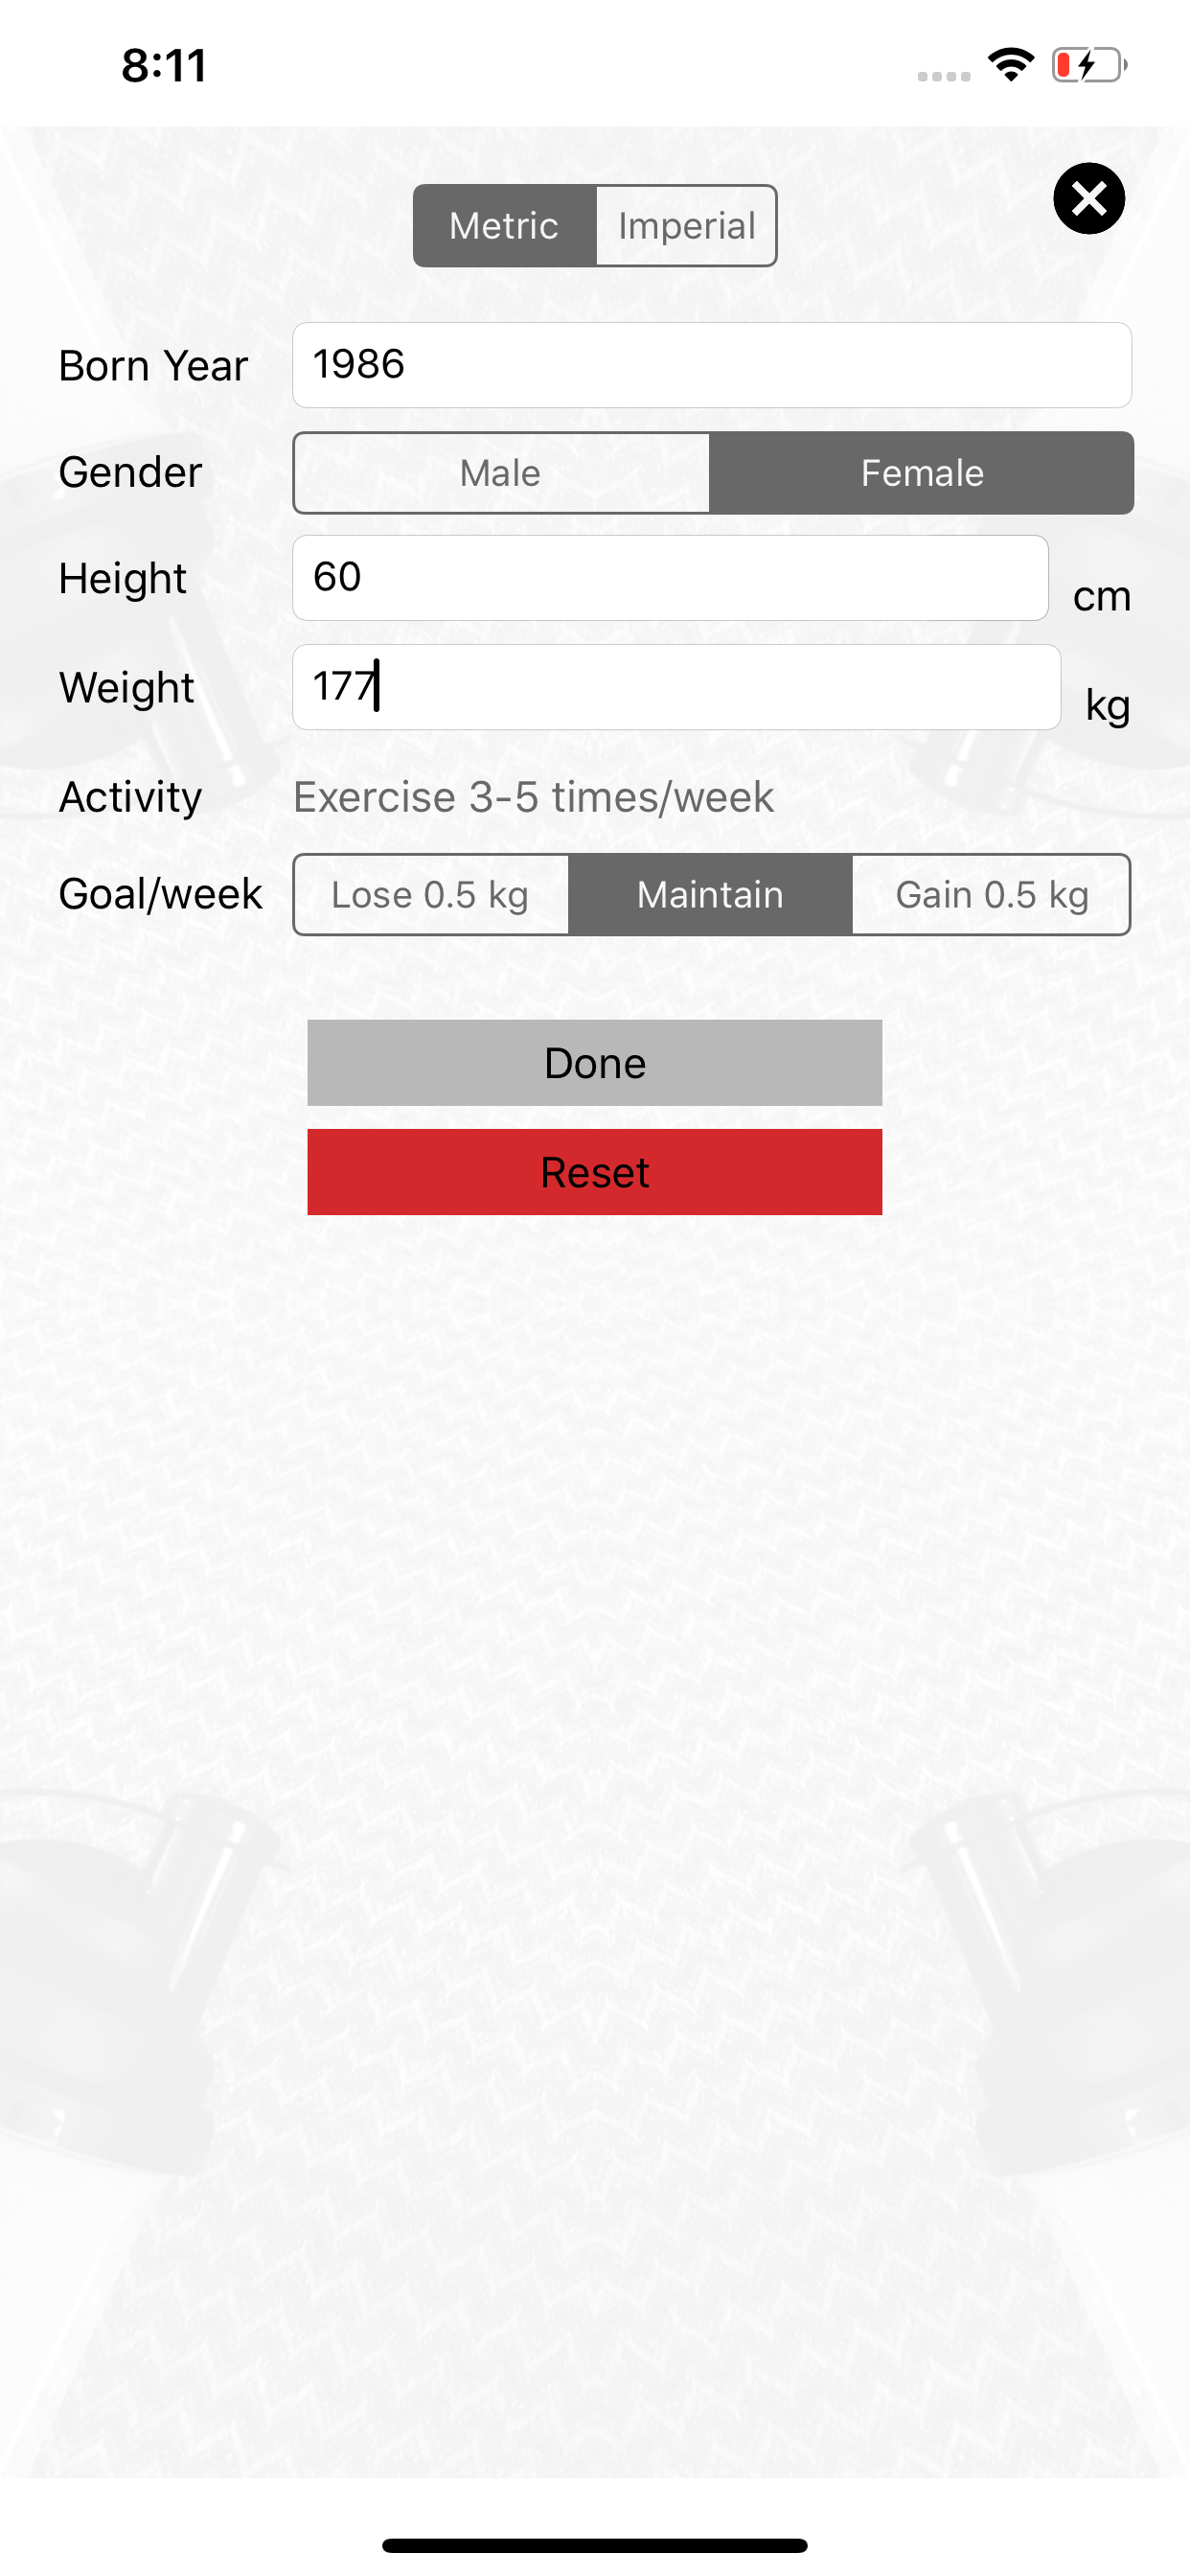 8:11
Metric Imperial
Born Year 1986
Gender Male Female
Height 60 cm
Weight 177 kg
Activity Exercise 3-5 times/week
Goal/week Lose 0.5 kg Maintain Gain 0.5 kg
Done
Reset